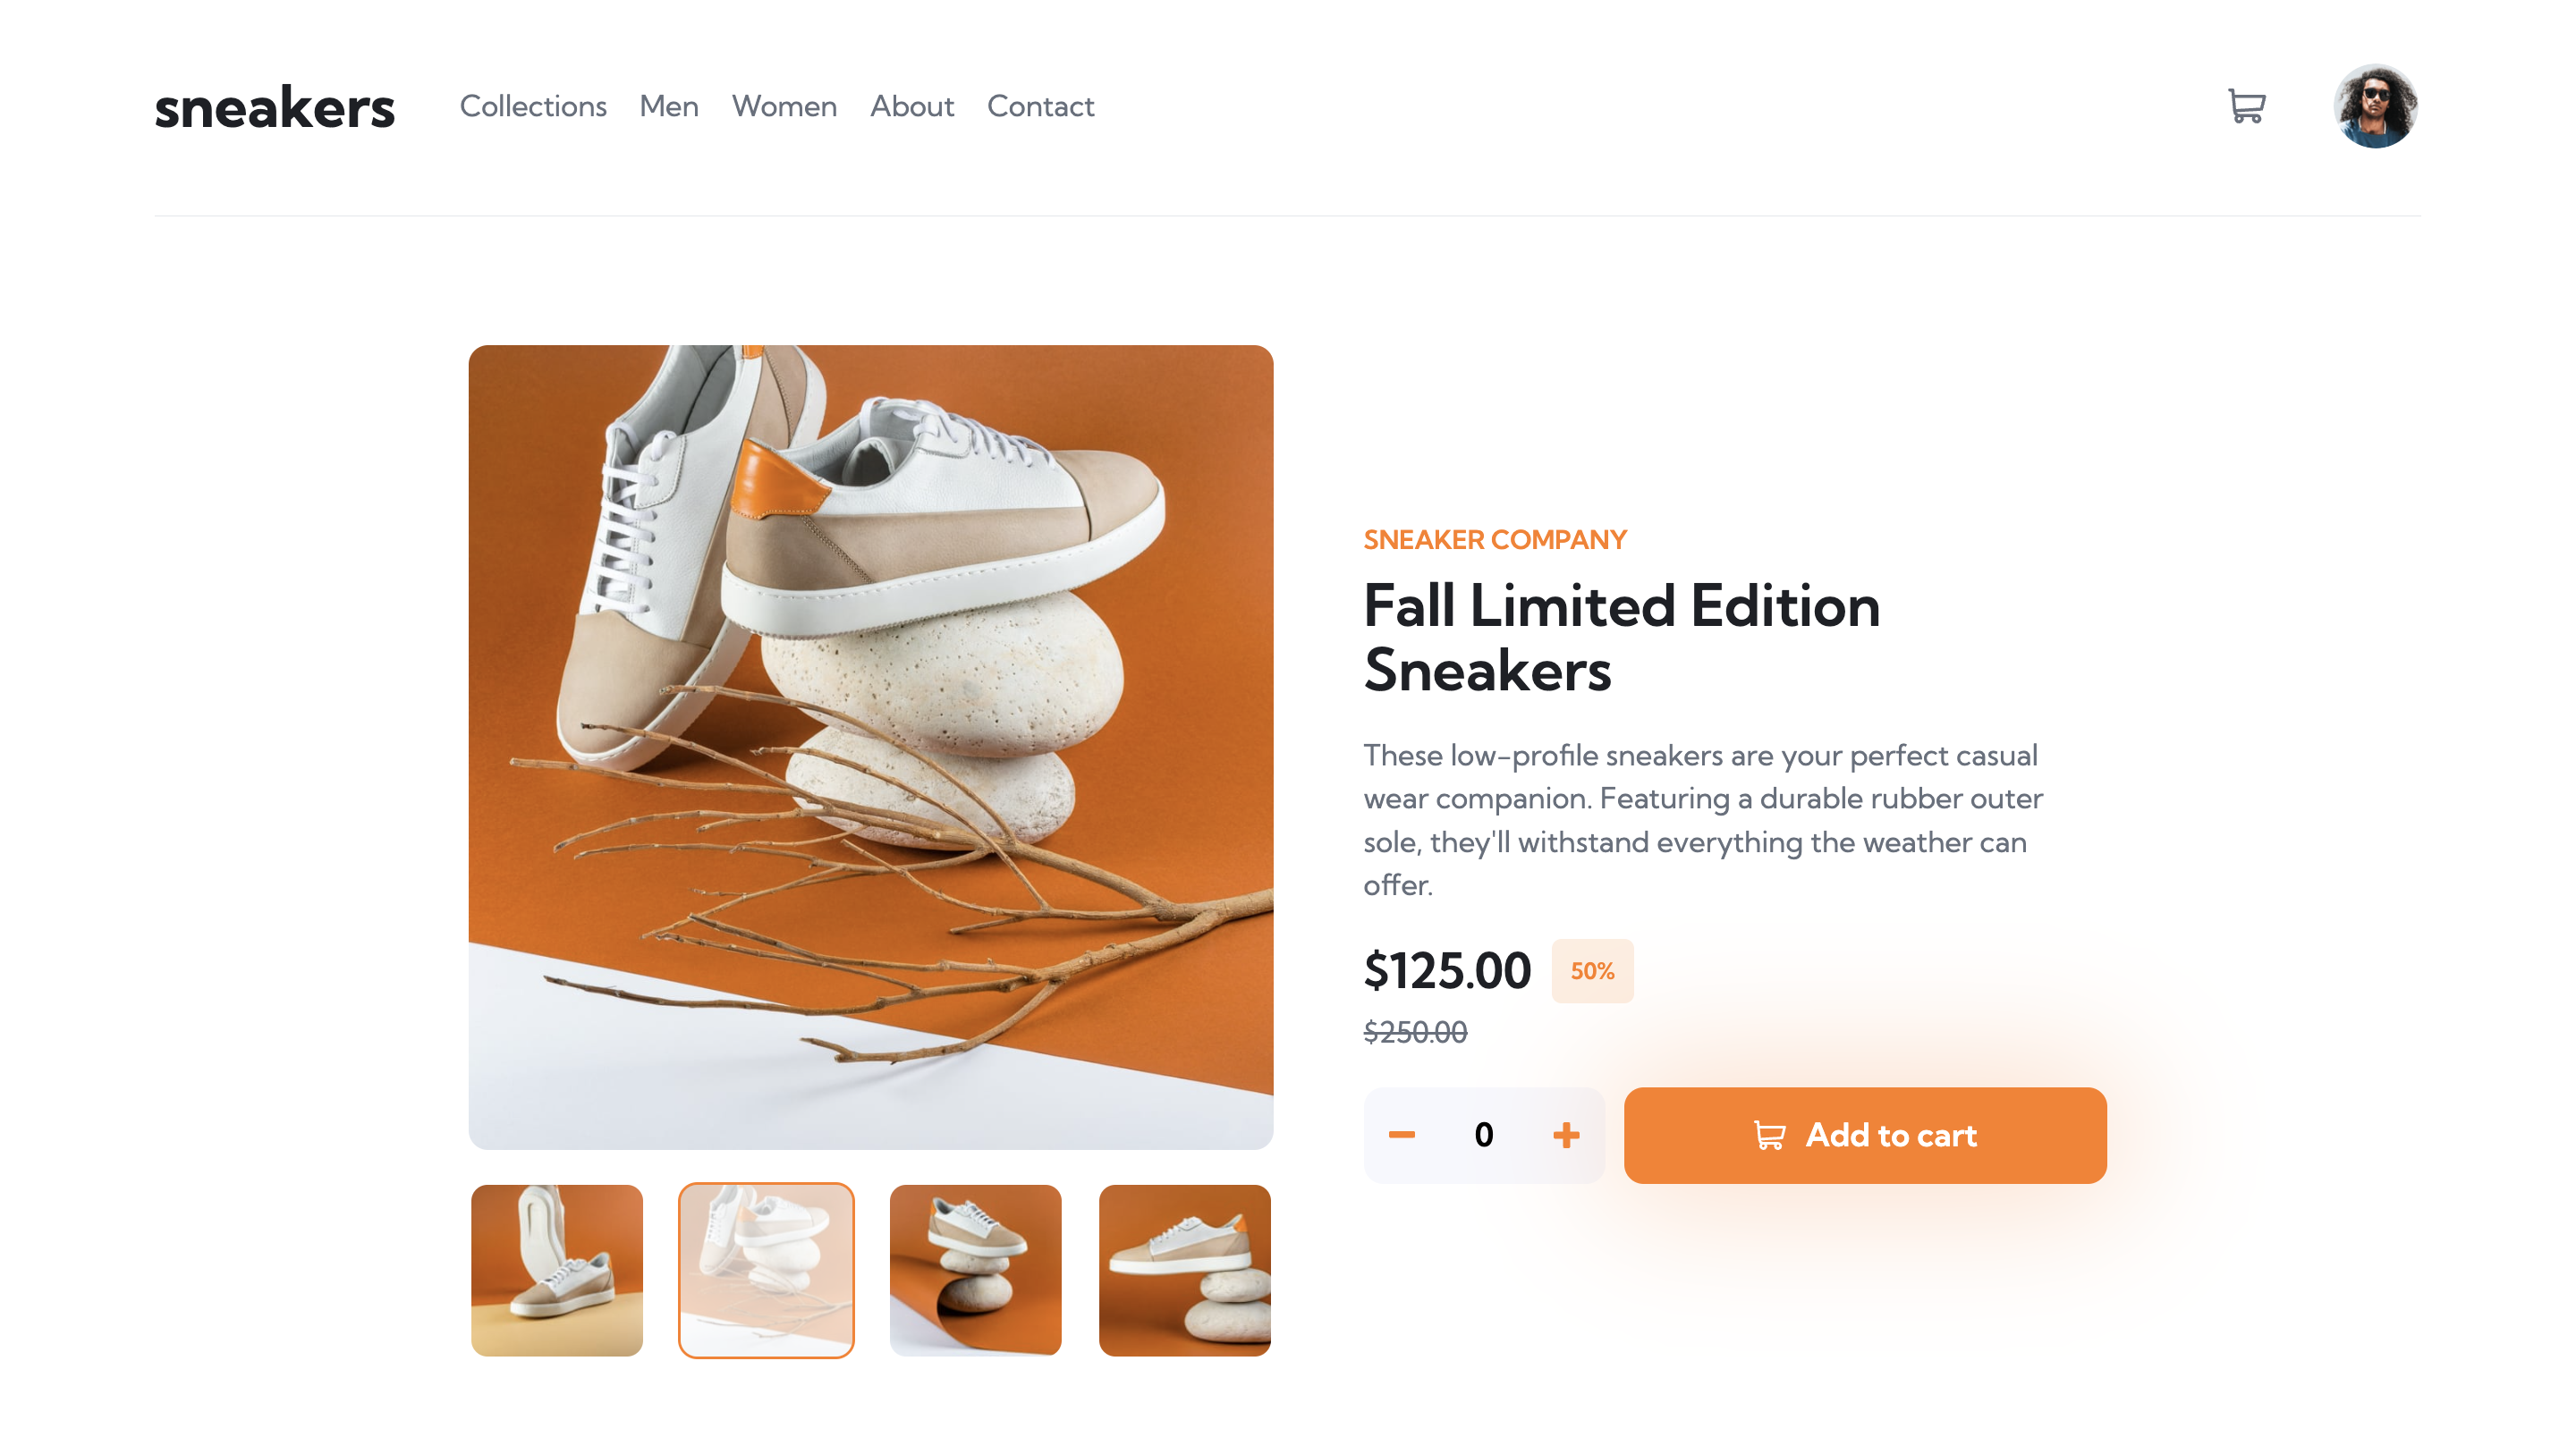 sneakers
Collections Men Women About Contact
SNEAKER COMPANY
Fall Limited Edition
Sneakers
These low-profile sneakers are your perfect casual
wear companion. Featuring a durable rubber outer
sole, they'll withstand everything the weather can
offer.
$125.00 50%
$250.00
0 Add to cart